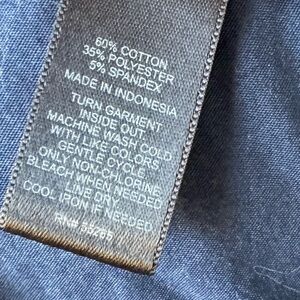 60% COTTON
35% POLYESTER
5% SPANDEX
MADE IN INDONESIA
TURN GARMENT
INSIDE OUT
MACHINE WASH COLD
WITH LIKE COLORS
GENTLE CYCLE
ONLY NON-CHLORINE
BLEACH WHEN NEEDED
LINE DRY
COOL IRON IF NEEDED
RN#